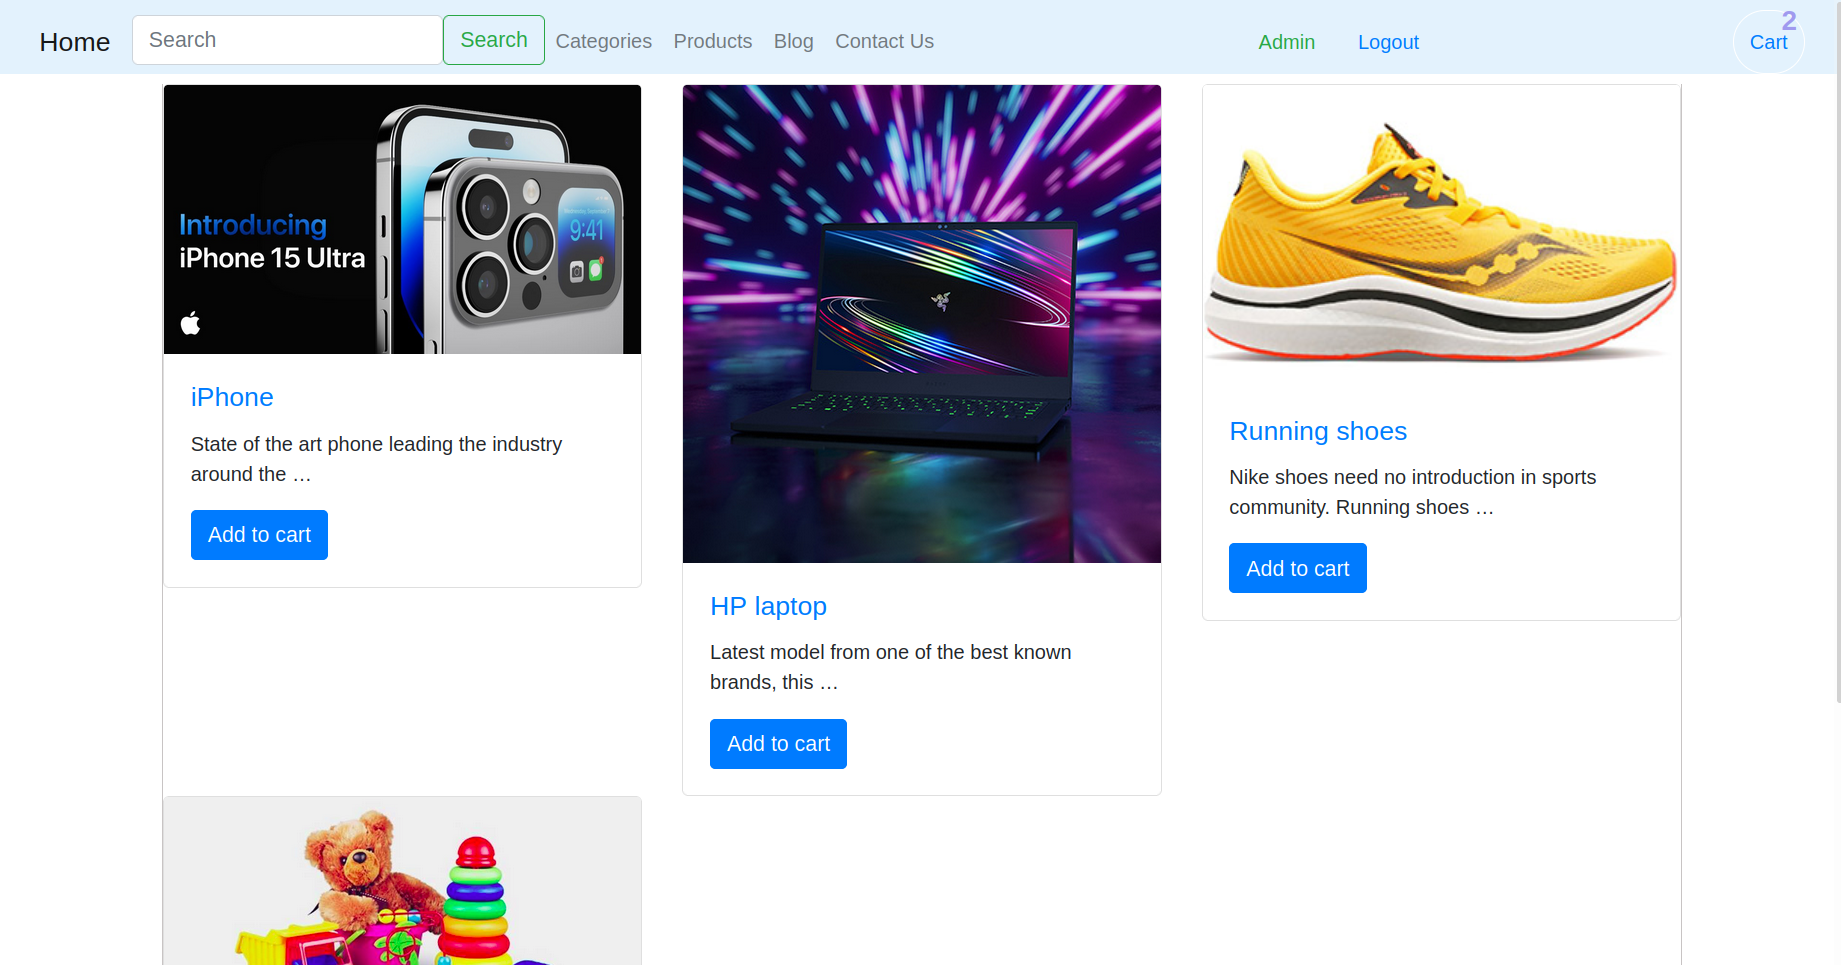 Home
Search
Search
Categories
Products
Blog
Contact Us
Admin
Logout
Cart
2
Introducing
iPhone 15 Ultra
9:41
iPhone
State of the art phone leading the industry
around the …
Add to cart
HP laptop
Latest model from one of the best known
brands, this …
Add to cart
Running shoes
Nike shoes need no introduction in sports
community. Running shoes …
Add to cart